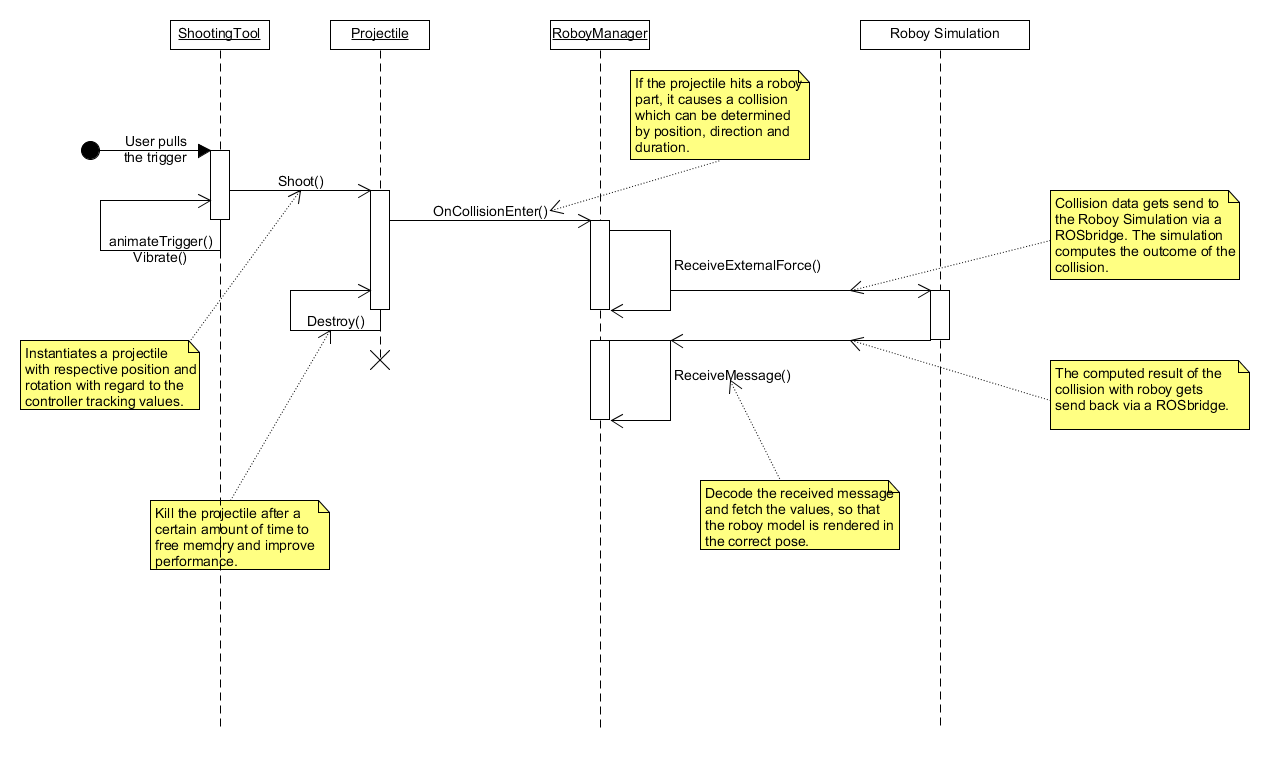 ShootingTool
Projectile
RoboyManager
Roboy Simulation
If the projectile hits a roboy
part, it causes a collision
which can be determined
by position, direction and
duration.
User pulls
the trigger
Shoot()
OnCollisionEnter()
Collision data gets send to
the Roboy Simulation via a
ROSbridge. The simulation
computes the outcome of the
collision.
animateTrigger()
Vibrate()
ReceiveExternalForce()
Destroy()
Instantiates a projectile
with respective position and
rotation with regard to the
controller tracking values.
ReceiveMessage()
The computed result of the
collision with roboy gets
send back via a ROSbridge.
Decode the received message
and fetch the values, so that
the roboy model is rendered in
the correct pose.
Kill the projectile after a
certain amount of time to
free memory and improve
performance.